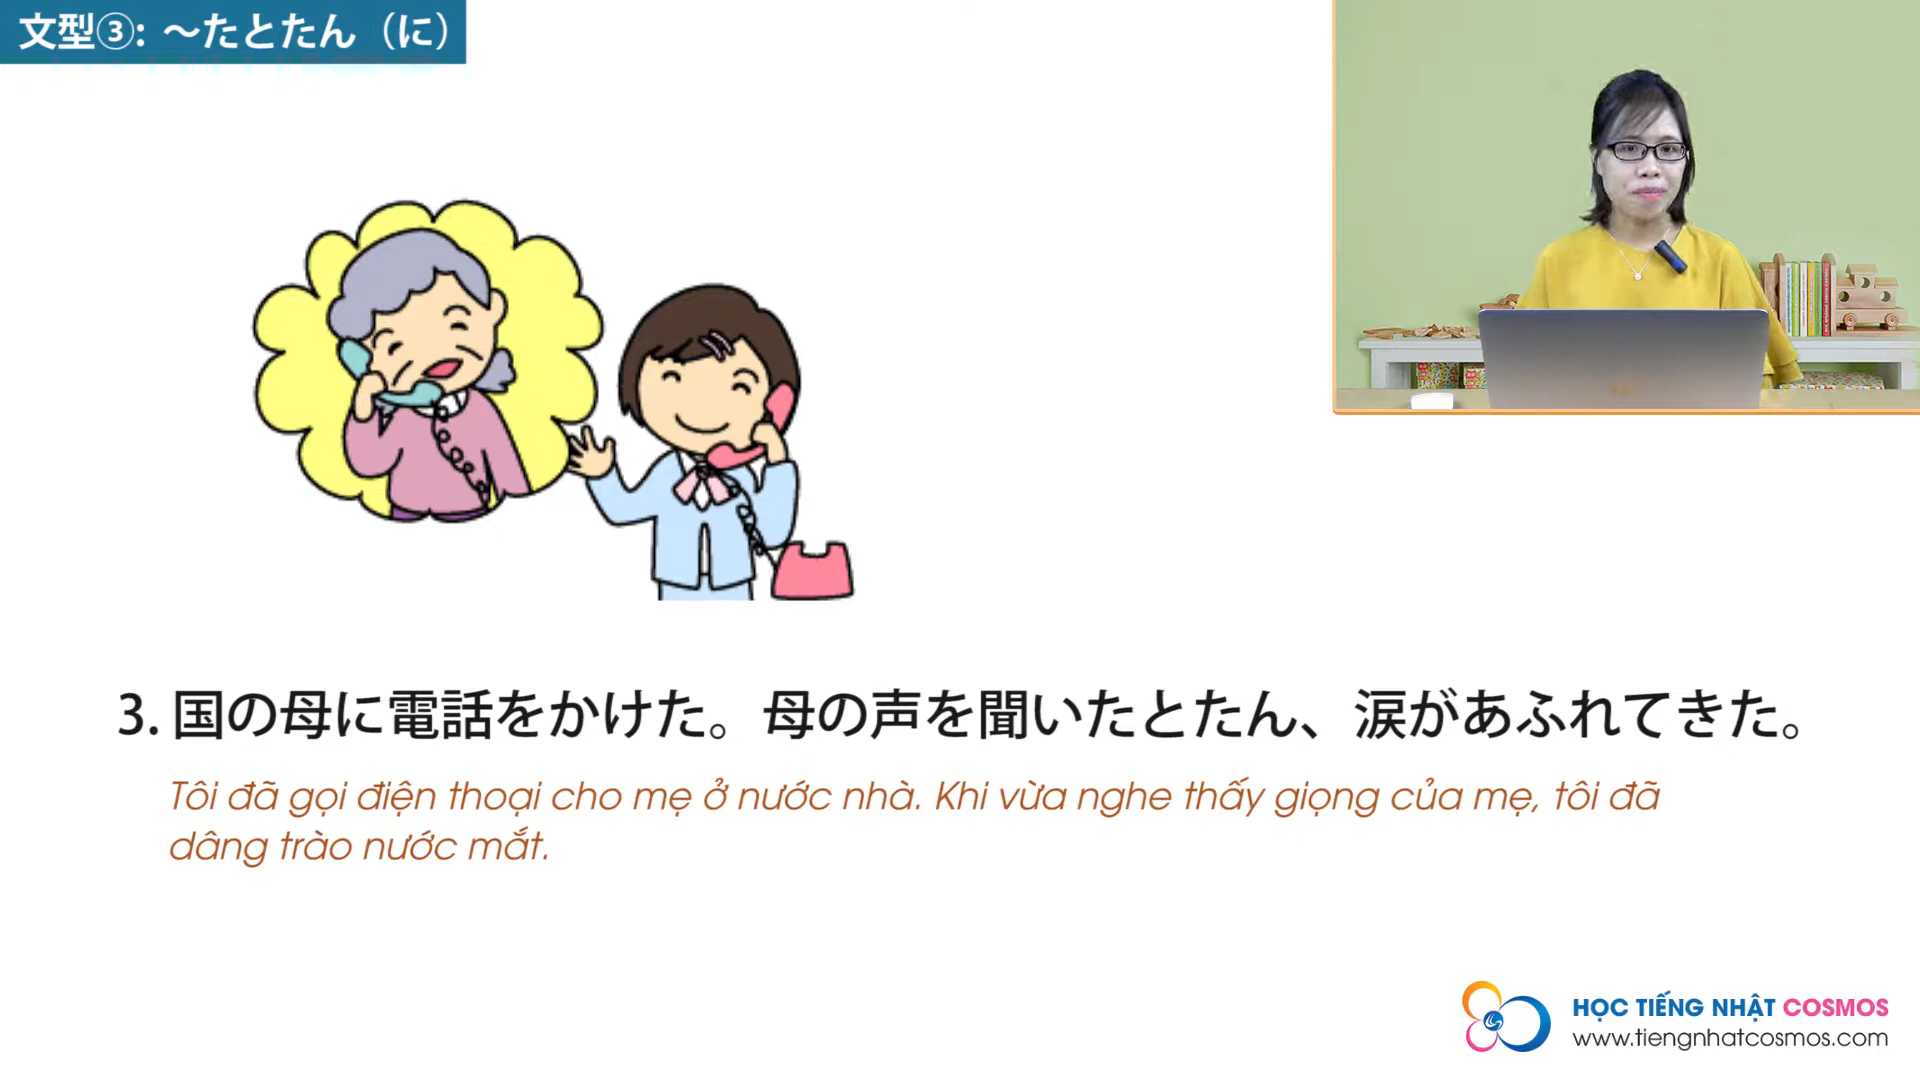 文型③: ～たとたん（に）
3. 国の母に電話をかけた。母の声を聞いたとたん、涙があふれてきた。
Tôi đã gọi điện thoại cho mẹ ở nước nhà. Khi vừa nghe thấy giọng của mẹ, tôi đã
dâng trào nước mắt.
HỌC TIẾNG NHẬT COSMOS
www.tiengnhatcosmos.com